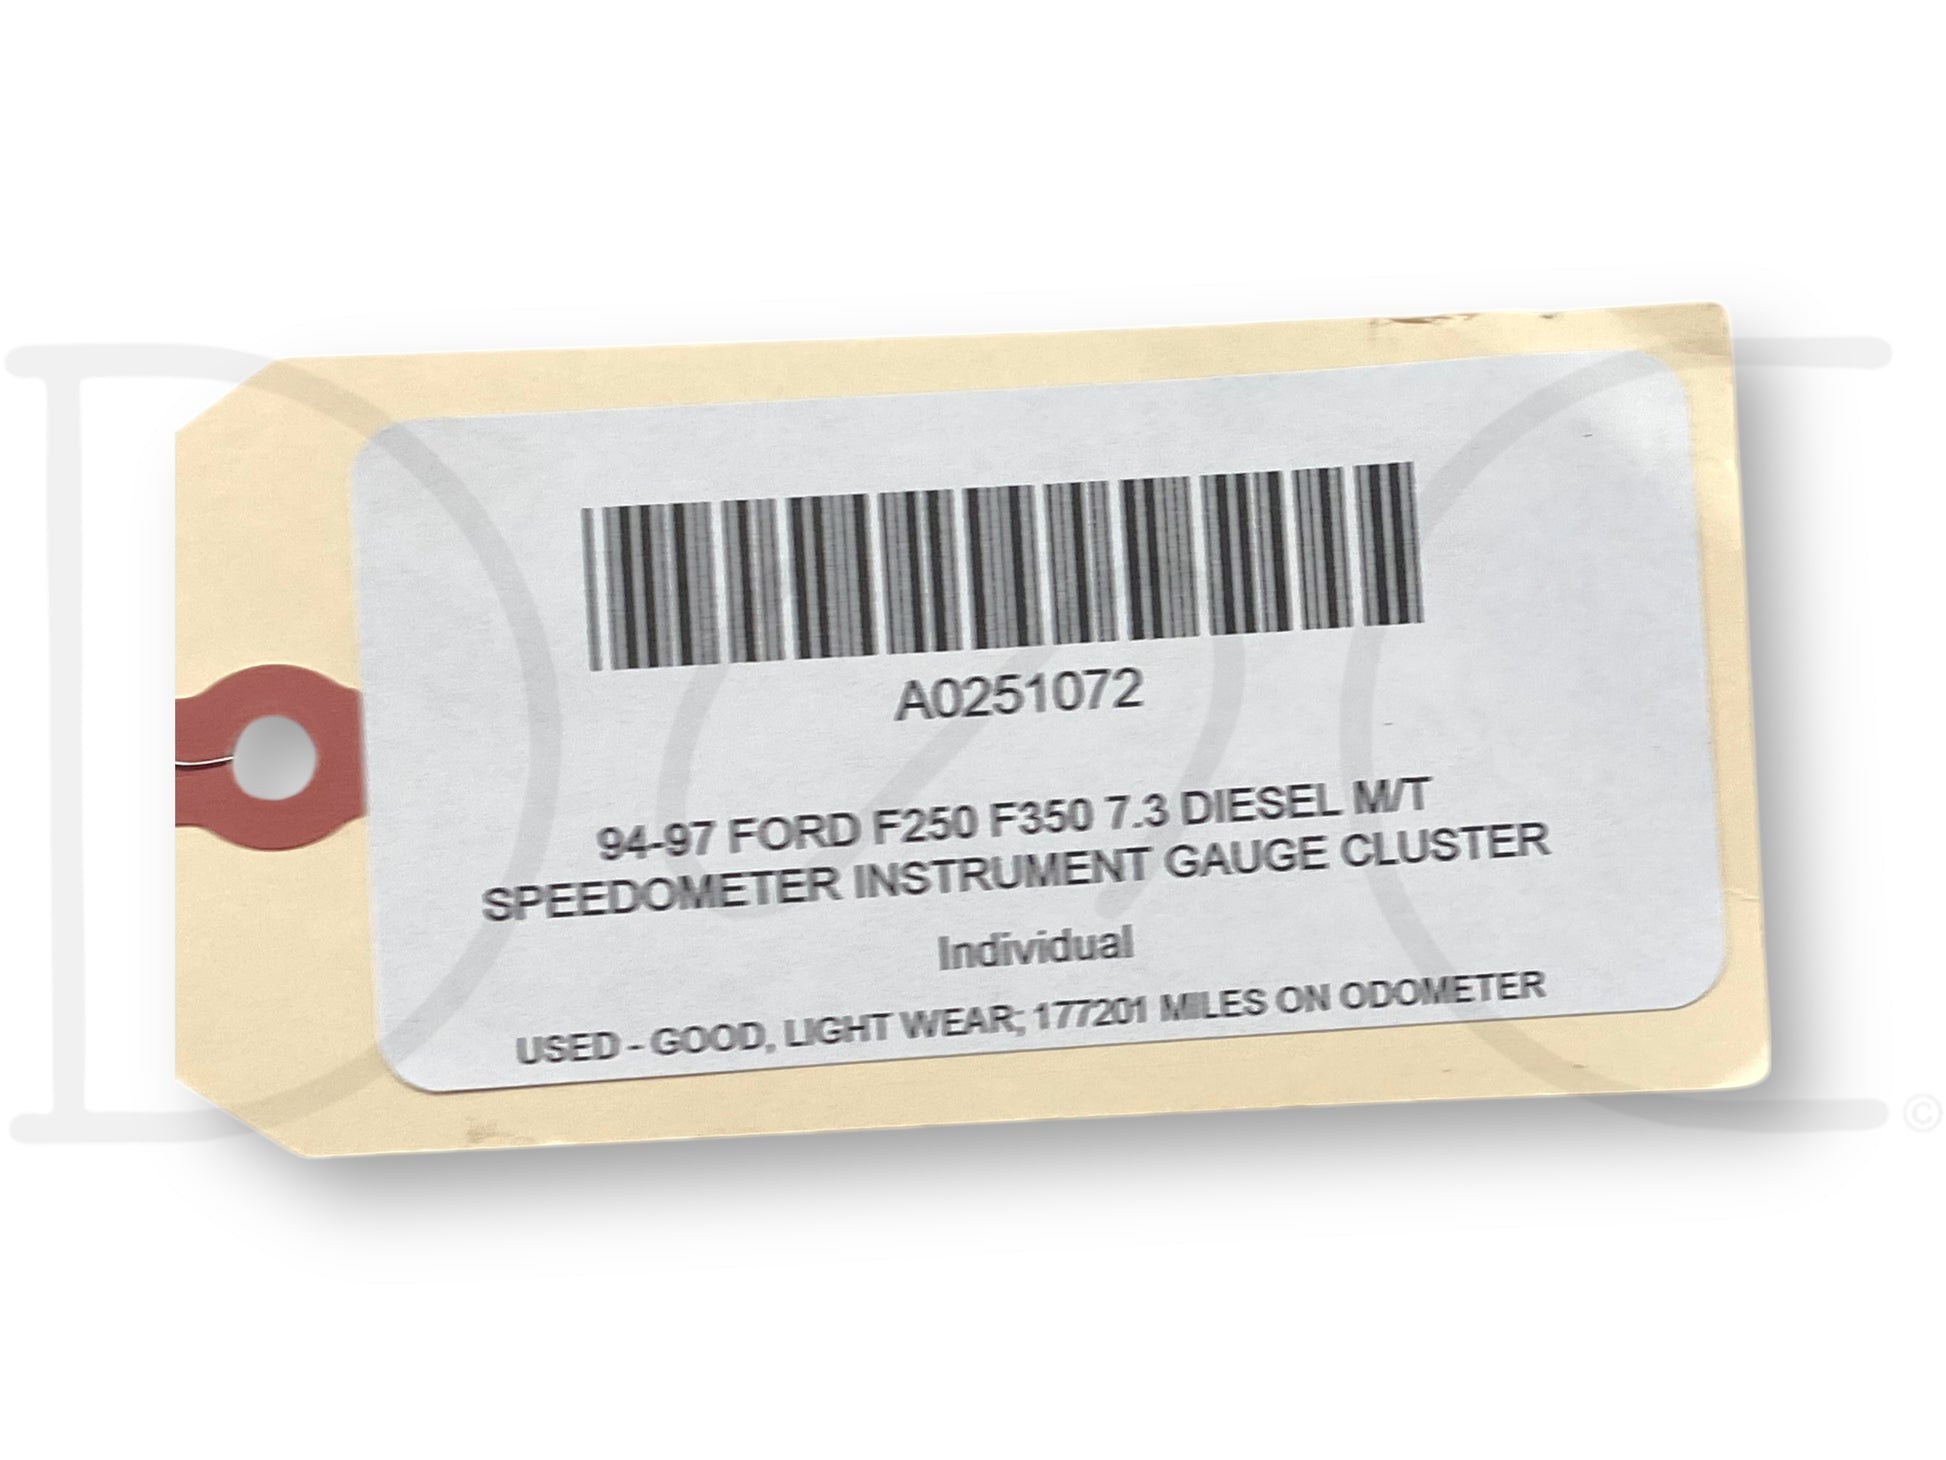 A0251072
94-97 FORD F250 F350 7.3 DIESEL M/T
SPEEDOMETER INSTRUMENT GAUGE CLUSTER
Individual
USED - GOOD, LIGHT WEAR; 177201 MILES ON ODOMETER
©